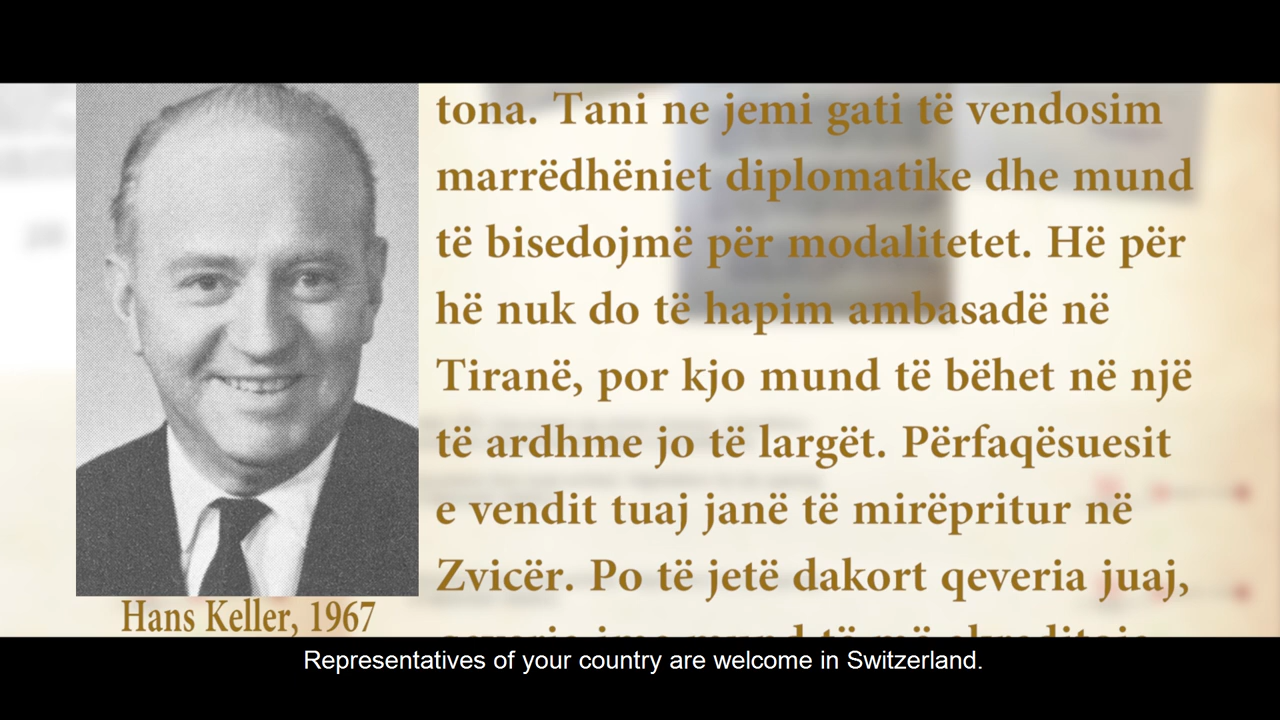 tona. Tani ne jemi gati të vendosim
marrëdhëniet diplomatike dhe mund
të bisedojmë për modalitetet. Hë për
hë nuk do të hapim ambasadë në
Tiranë, por kjo mund të bëhet në një
të ardhme jo të largët. Përfaqësuesit
e vendit tuaj janë të mirëpritur në
Zvicër. Po të jetë dakort qeveria juaj,
Hans Keller, 1967
Representatives of your country are welcome in Switzerland.